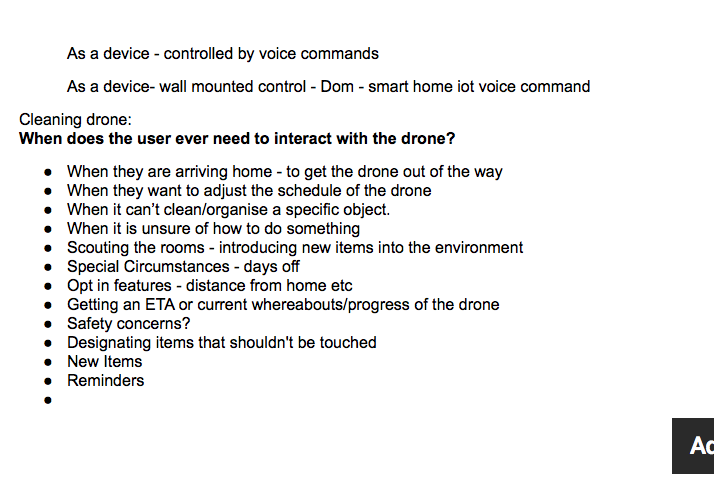 As a device - controlled by voice commands
As a device- wall mounted control - Dom - smart home iot voice command
Cleaning drone:
When does the user ever need to interact with the drone?
● When they are arriving home - to get the drone out of the way
● When they want to adjust the schedule of the drone
● When it can’t clean/organise a specific object.
● When it is unsure of how to do something
● Scouting the rooms - introducing new items into the environment
● Special Circumstances - days off
● Opt in features - distance from home etc
● Getting an ETA or current whereabouts/progress of the drone
● Safety concerns?
● Designating items that shouldn't be touched
● New Items
● Reminders
●